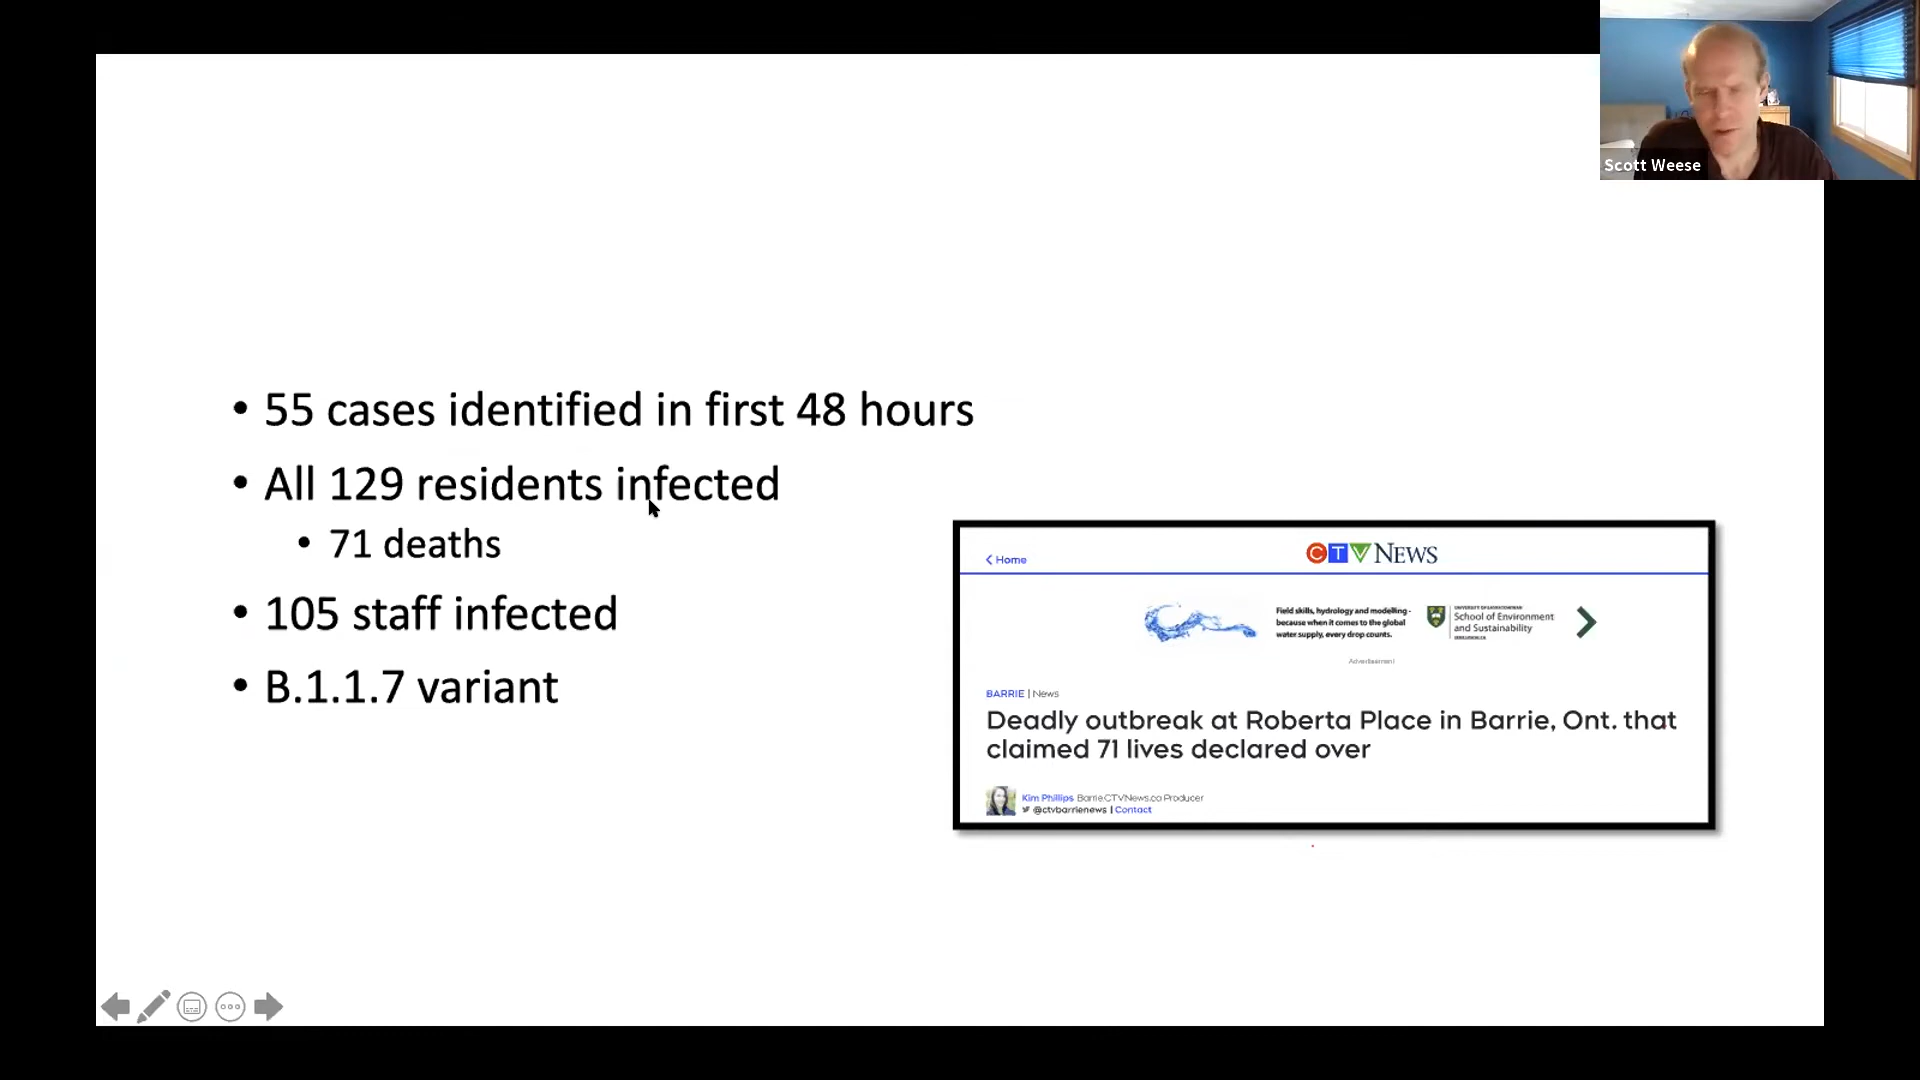 Scott Weese
• 55 cases identified in first 48 hours
• All 129 residents infected
• 71 deaths
• 105 staff infected
• B.1.1.7 variant
Home
CTV NEWS
Field skills, hydrology and modelling -
because when it comes to the global
water supply, every drop counts.
UNIVERSITY OF SASKATCHEWAN
School of Environment
and Sustainability
Advertisement
BARRIE | News
Deadly outbreak at Roberta Place in Barrie, Ont. that
claimed 71 lives declared over
Kim Phillips Barrie.CTVNews.ca Producer
@ctvbarrienews | Contact